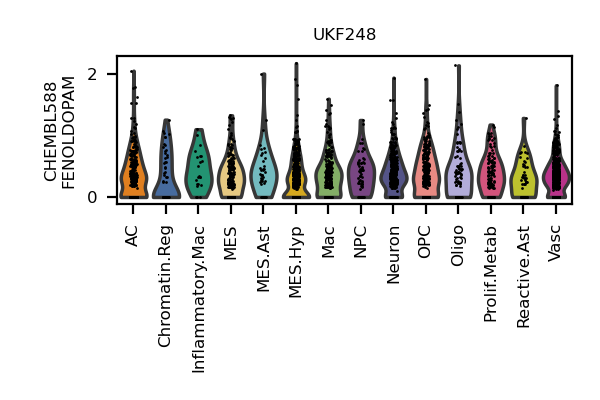 UKF248
CHEMBL588
FENOLDOPAM
2
0
AC
Chromatin.Reg
Inflammatory.Mac
MES
MES.Ast
MES.Hyp
Mac
NPC
Neuron
OPC
Oligo
Prolif.Metab
Reactive.Ast
Vasc